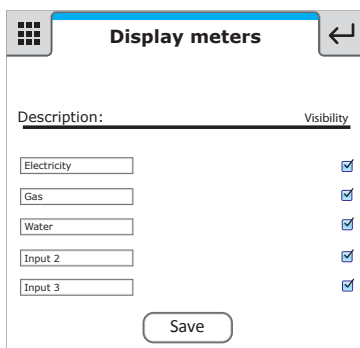 Display meters
Description: Visibility
Electricity
Gas
Water
Input 2
Input 3
Save